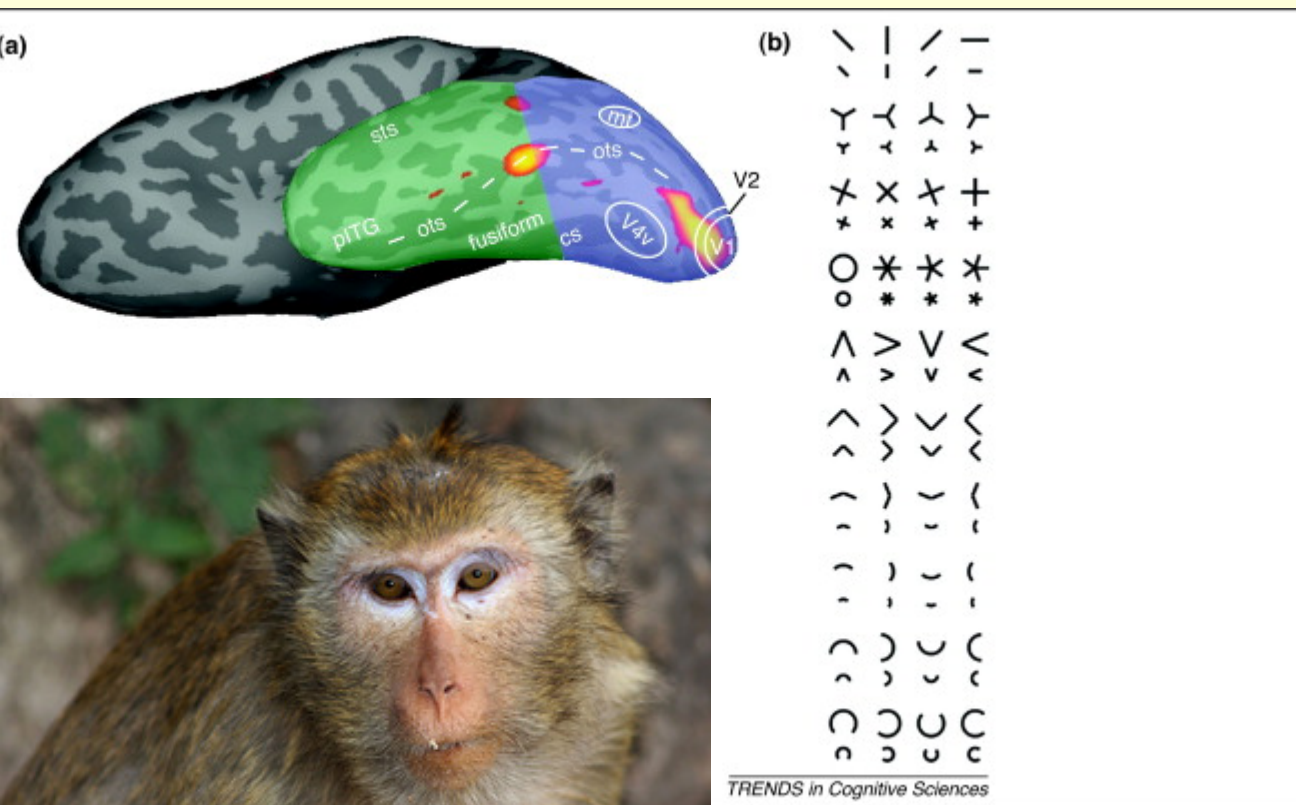 (a)
(b)
sts
mt
ots
V2
pITG
ots
fusiform
cs
V4v
V1
TRENDS in Cognitive Sciences